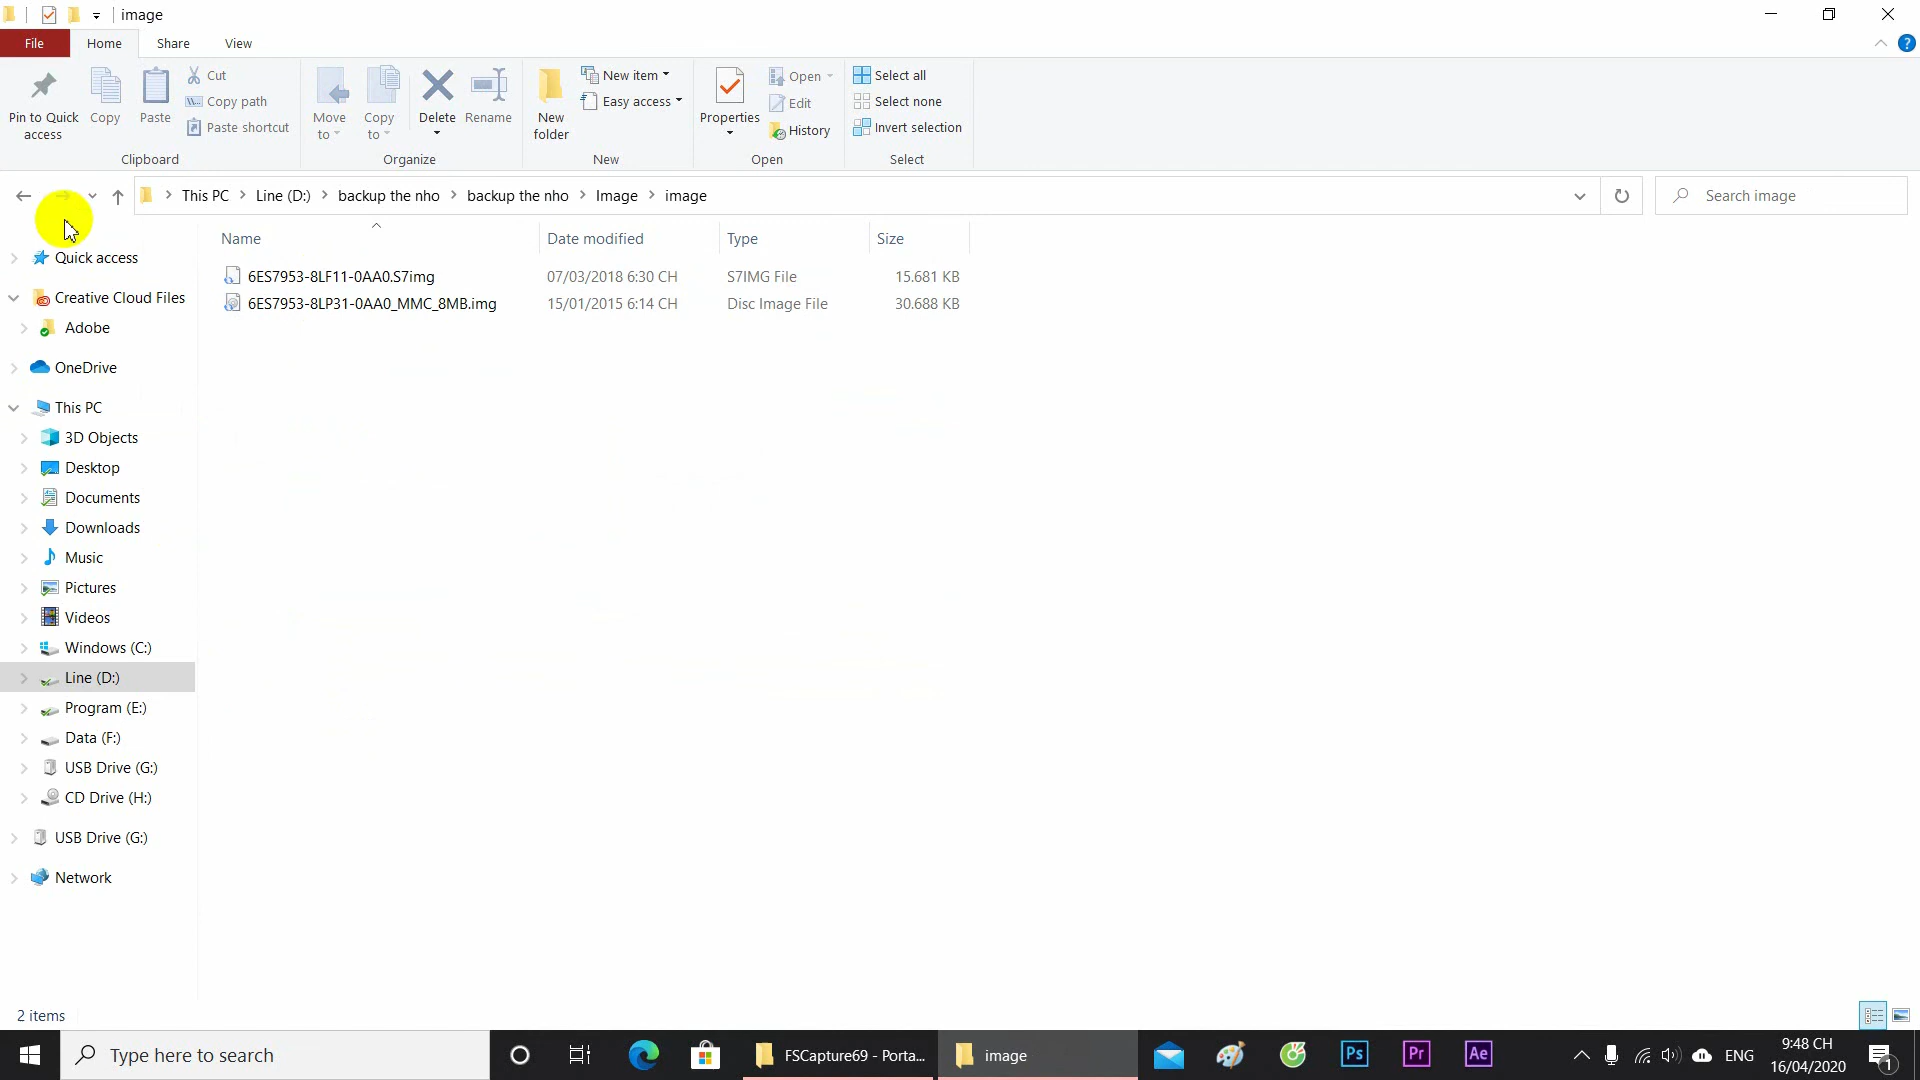 image
File Home Share View
Pin to Quick access
Copy
Paste
Cut
Copy path
Paste shortcut
Clipboard
Move to
Copy to
Delete
Rename
Organize
New folder
New item
Easy access
New
Properties
Open
Edit
History
Open
Select all
Select none
Invert selection
Select
This PC > Line (D:) > backup the nho > backup the nho > Image > image
Search image
Name Date modified Type Size
6ES7953-8LF11-0AA0.S7img 07/03/2018 6:30 CH S7IMG File 15.681 KB
6ES7953-8LP31-0AA0_MMC_8MB.img 15/01/2015 6:14 CH Disc Image File 30.688 KB
Quick access
Creative Cloud Files
Adobe
OneDrive
This PC
3D Objects
Desktop
Documents
Downloads
Music
Pictures
Videos
Windows (C:)
Line (D:)
Program (E:)
Data (F:)
USB Drive (G:)
CD Drive (H:)
USB Drive (G:)
Network
2 items
Type here to search
FSCapture69 - Porta...
image
Ps
Pr
Ae
ENG
9:48 CH
16/04/2020
1